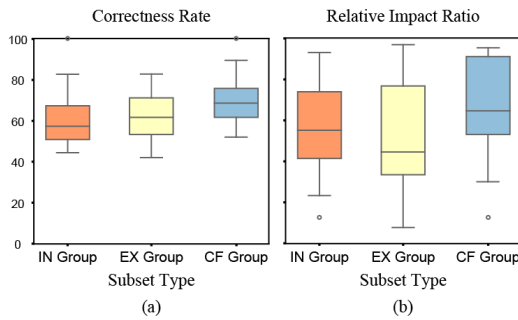 Correctness Rate
100
80
60
40
20
0
IN Group EX Group CF Group
Subset Type
(a)
Relative Impact Ratio
IN Group EX Group CF Group
Subset Type
(b)